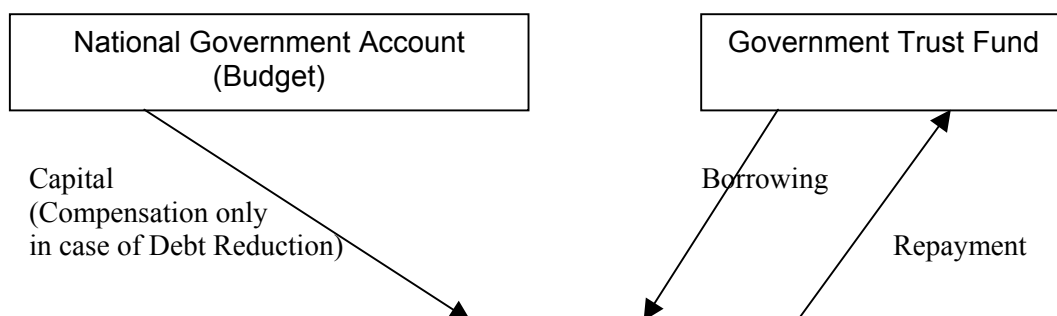 National Government Account
(Budget)
Government Trust Fund
Capital
(Compensation only
in case of Debt Reduction)
Borrowing
Repayment